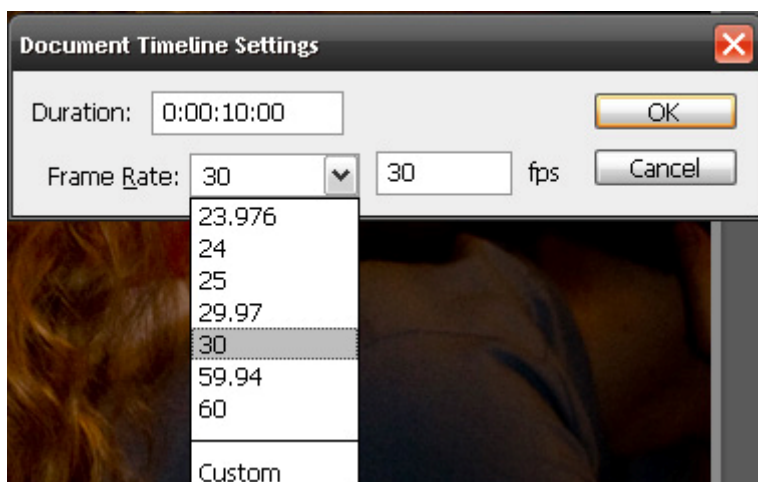 Document Timeline Settings
Duration: 0:00:10:00 OK
Frame Rate: 30 30 fps Cancel
23.976
24
25
29.97
30
59.94
60
Custom